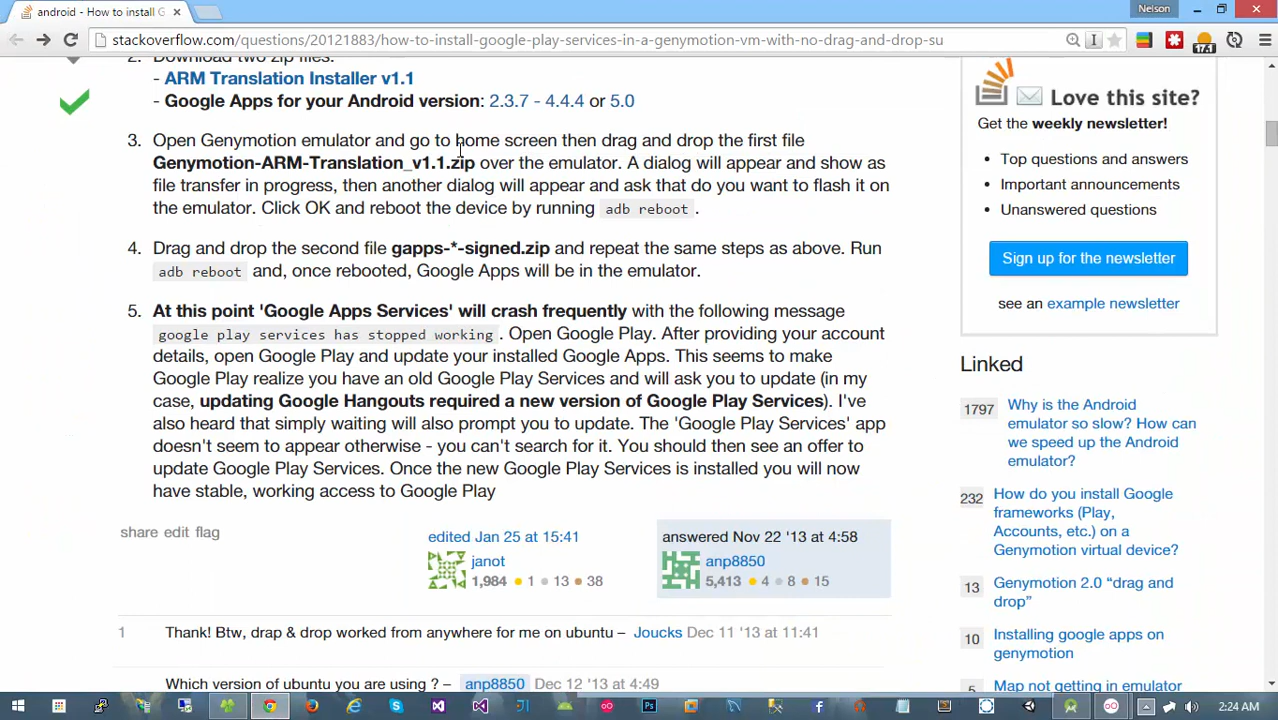 android - How to install G
Nelson
stackoverflow.com/questions/20121883/how-to-install-google-play-services-in-a-genymotion-vm-with-no-drag-and-drop-su
17.1
2. Download two zip files:
- ARM Translation Installer v1.1
- Google Apps for your Android version: 2.3.7 - 4.4.4 or 5.0
3. Open Genymotion emulator and go to home screen then drag and drop the first file
Genymotion-ARM-Translation_v1.1.zip over the emulator. A dialog will appear and show as
file transfer in progress, then another dialog will appear and ask that do you want to flash it on
the emulator. Click OK and reboot the device by running adb reboot.
4. Drag and drop the second file gapps-*-signed.zip and repeat the same steps as above. Run
adb reboot and, once rebooted, Google Apps will be in the emulator.
5. At this point 'Google Apps Services' will crash frequently with the following message
google play services has stopped working. Open Google Play. After providing your account
details, open Google Play and update your installed Google Apps. This seems to make
Google Play realize you have an old Google Play Services and will ask you to update (in my
case, updating Google Hangouts required a new version of Google Play Services). I've
also heard that simply waiting will also prompt you to update. The 'Google Play Services' app
doesn't seem to appear otherwise - you can't search for it. You should then see an offer to
update Google Play Services. Once the new Google Play Services is installed you will now
have stable, working access to Google Play
share edit flag
edited Jan 25 at 15:41
janot
1,984 1 13 38
answered Nov 22 '13 at 4:58
anp8850
5,413 4 8 15
1 Thank! Btw, drap & drop worked from anywhere for me on ubuntu – Joucks Dec 11 '13 at 11:41
Which version of ubuntu you are using ? – anp8850 Dec 12 '13 at 4:49
Love this site?
Get the weekly newsletter!
Top questions and answers
Important announcements
Unanswered questions
Sign up for the newsletter
see an example newsletter
Linked
1797 Why is the Android
emulator so slow? How can
we speed up the Android
emulator?
232 How do you install Google
frameworks (Play,
Accounts, etc.) on a
Genymotion virtual device?
13 Genymotion 2.0 “drag and
drop”
10 Installing google apps on
genymotion
5 Map not getting in emulator
2:24 AM